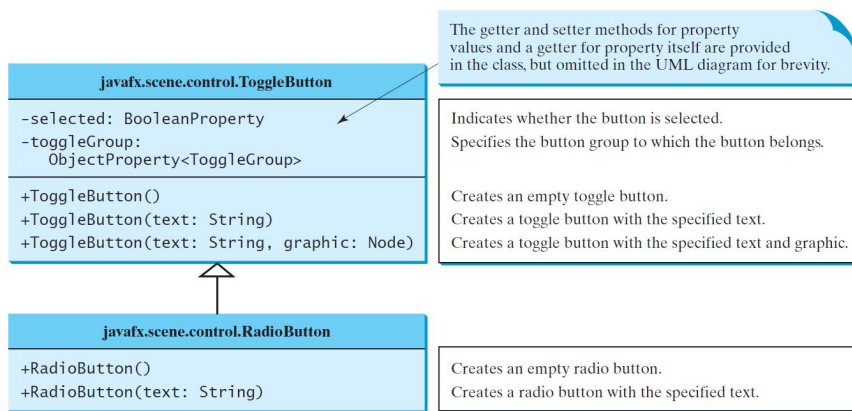 The getter and setter methods for property
values and a getter for property itself are provided
in the class, but omitted in the UML diagram for brevity.
javafx.scene.control.ToggleButton
-selected: BooleanProperty
-toggleGroup:
ObjectProperty<ToggleGroup>
Indicates whether the button is selected.
Specifies the button group to which the button belongs.
+ToggleButton()
+ToggleButton(text: String)
+ToggleButton(text: String, graphic: Node)
Creates an empty toggle button.
Creates a toggle button with the specified text.
Creates a toggle button with the specified text and graphic.
javafx.scene.control.RadioButton
+RadioButton()
+RadioButton(text: String)
Creates an empty radio button.
Creates a radio button with the specified text.